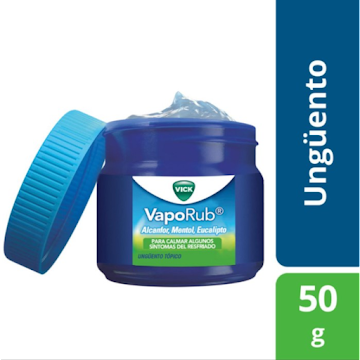 VICK
VapoRub®
Alcanfor, Mentol, Eucalipto
PARA CALMAR ALGUNOS
SÍNTOMAS DEL RESFRIADO
UNGÜENTO TÓPICO
Ungüento
50
g